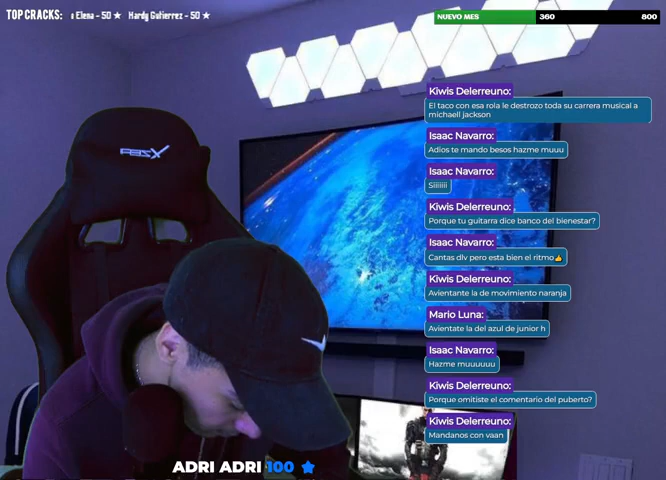 TOP CRACKS: Elena - 50 ★ Hardy Gutierrez - 50 ★
NUEVO MES 360 800
Kiwis Delerreuno:
El taco con esa rola le destrozo toda su carrera musical a
michaell jackson
Isaac Navarro:
Adios te mando besos hazme muuu
Isaac Navarro:
Siiiiiii
Kiwis Delerreuno:
Porque tu guitarra dice banco del bienestar?
Isaac Navarro:
Cantas dlv pero esta bien el ritmo👍
Kiwis Delerreuno:
Avientante la de movimiento naranja
Mario Luna:
Avientate la del azul de junior h
Isaac Navarro:
Hazme muuuuuu
Kiwis Delerreuno:
Porque omitiste el comentario del puberto?
Kiwis Delerreuno:
Mandanos con vaan
ADRI ADRI 100 ★